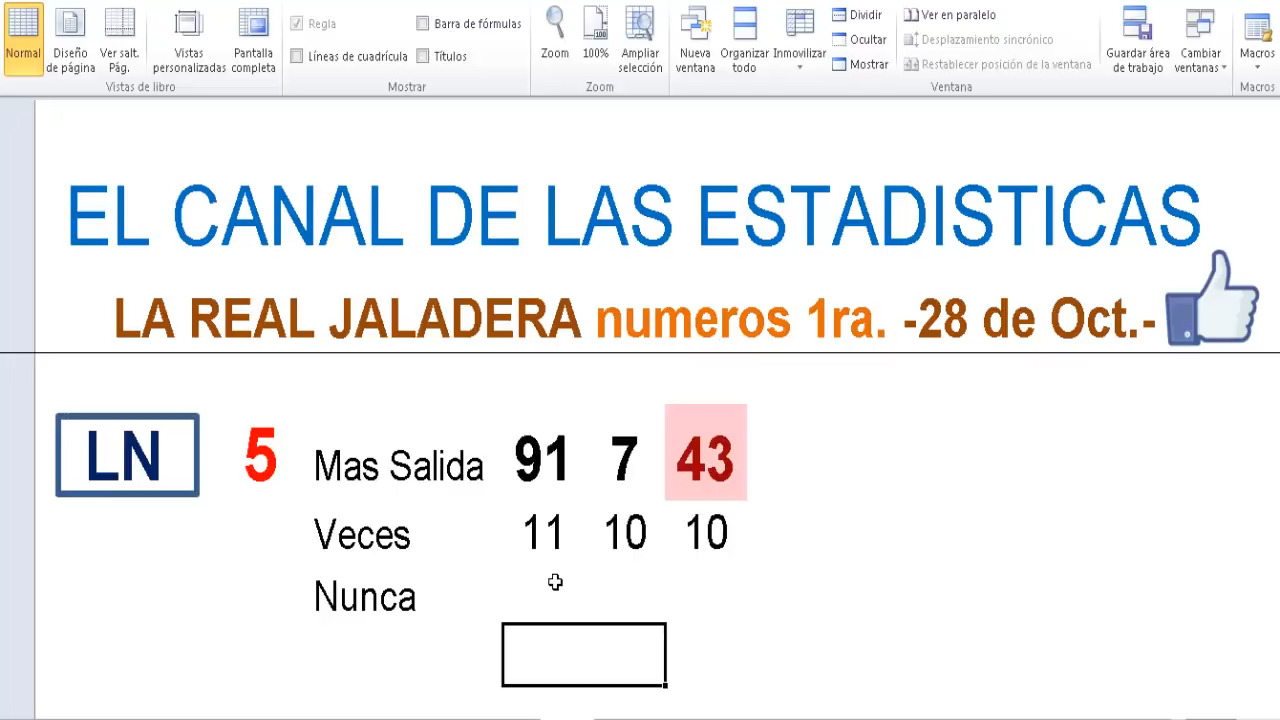 Normal
Diseño de página
Ver salt. Pág.
Vistas personalizadas
Pantalla completa
Vistas de libro
Regla
Barra de fórmulas
Líneas de cuadrícula
Títulos
Mostrar
Zoom
100%
Ampliar selección
Zoom
Nueva ventana
Organizar todo
Inmovilizar
Dividir
Ocultar
Mostrar
Ver en paralelo
Desplazamiento sincrónico
Restablecer posición de la ventana
Guardar área de trabajo
Cambiar ventanas
Ventana
Macros
Macros
EL CANAL DE LAS ESTADISTICAS
LA REAL JALADERA numeros 1ra. -28 de Oct.-
LN 5 Mas Salida 91 7 43
Veces 11 10 10
Nunca